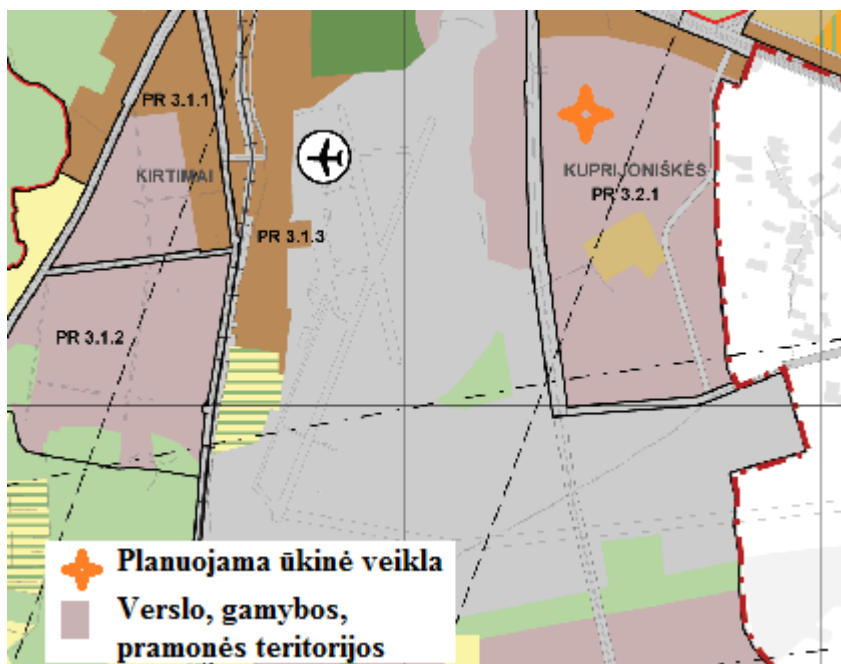 PR 3.1.1
KIRTIMAI
KUPRIJONIŠKĖS
PR 3.2.1
PR 3.1.3
PR 3.1.2
Planuojama ūkinė veikla
Verslo, gamybos,
pramonės teritorijos